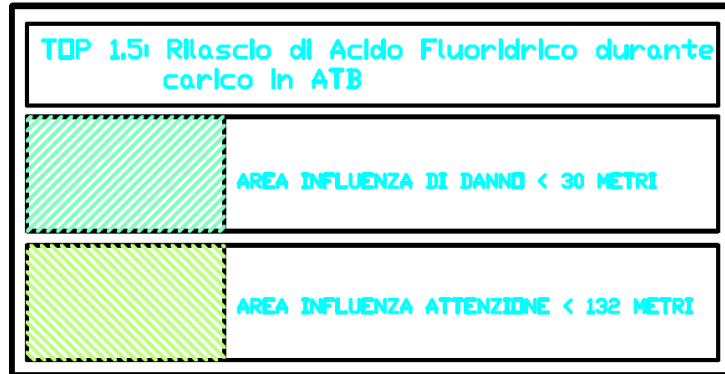 TOP 1.5: Rilascio di Acido Fluoridrico durante
carico in ATB
AREA INFLUENZA DI DANNO < 30 METRI
AREA INFLUENZA ATTENZIONE < 132 METRI